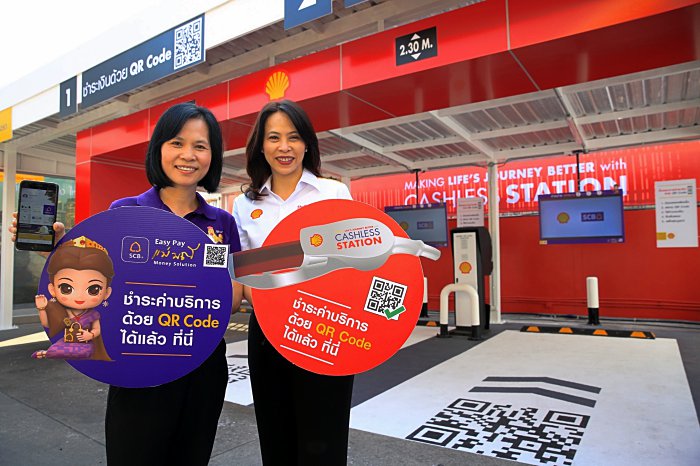 2
1 ชำระเงินด้วย QR Code
2.30 M.
MAKING LIFE'S JOURNEY BETTER with
CASHLESS STATION
SCB
Easy Pay
แม่มณี
Money Solution
SCB
ชำระค่าบริการ
ด้วย QR Code
ได้แล้ว ที่นี่
CASHLESS
STATION
ชำระค่าบริการ
ด้วย QR Code
ได้แล้ว ที่นี่
SCB